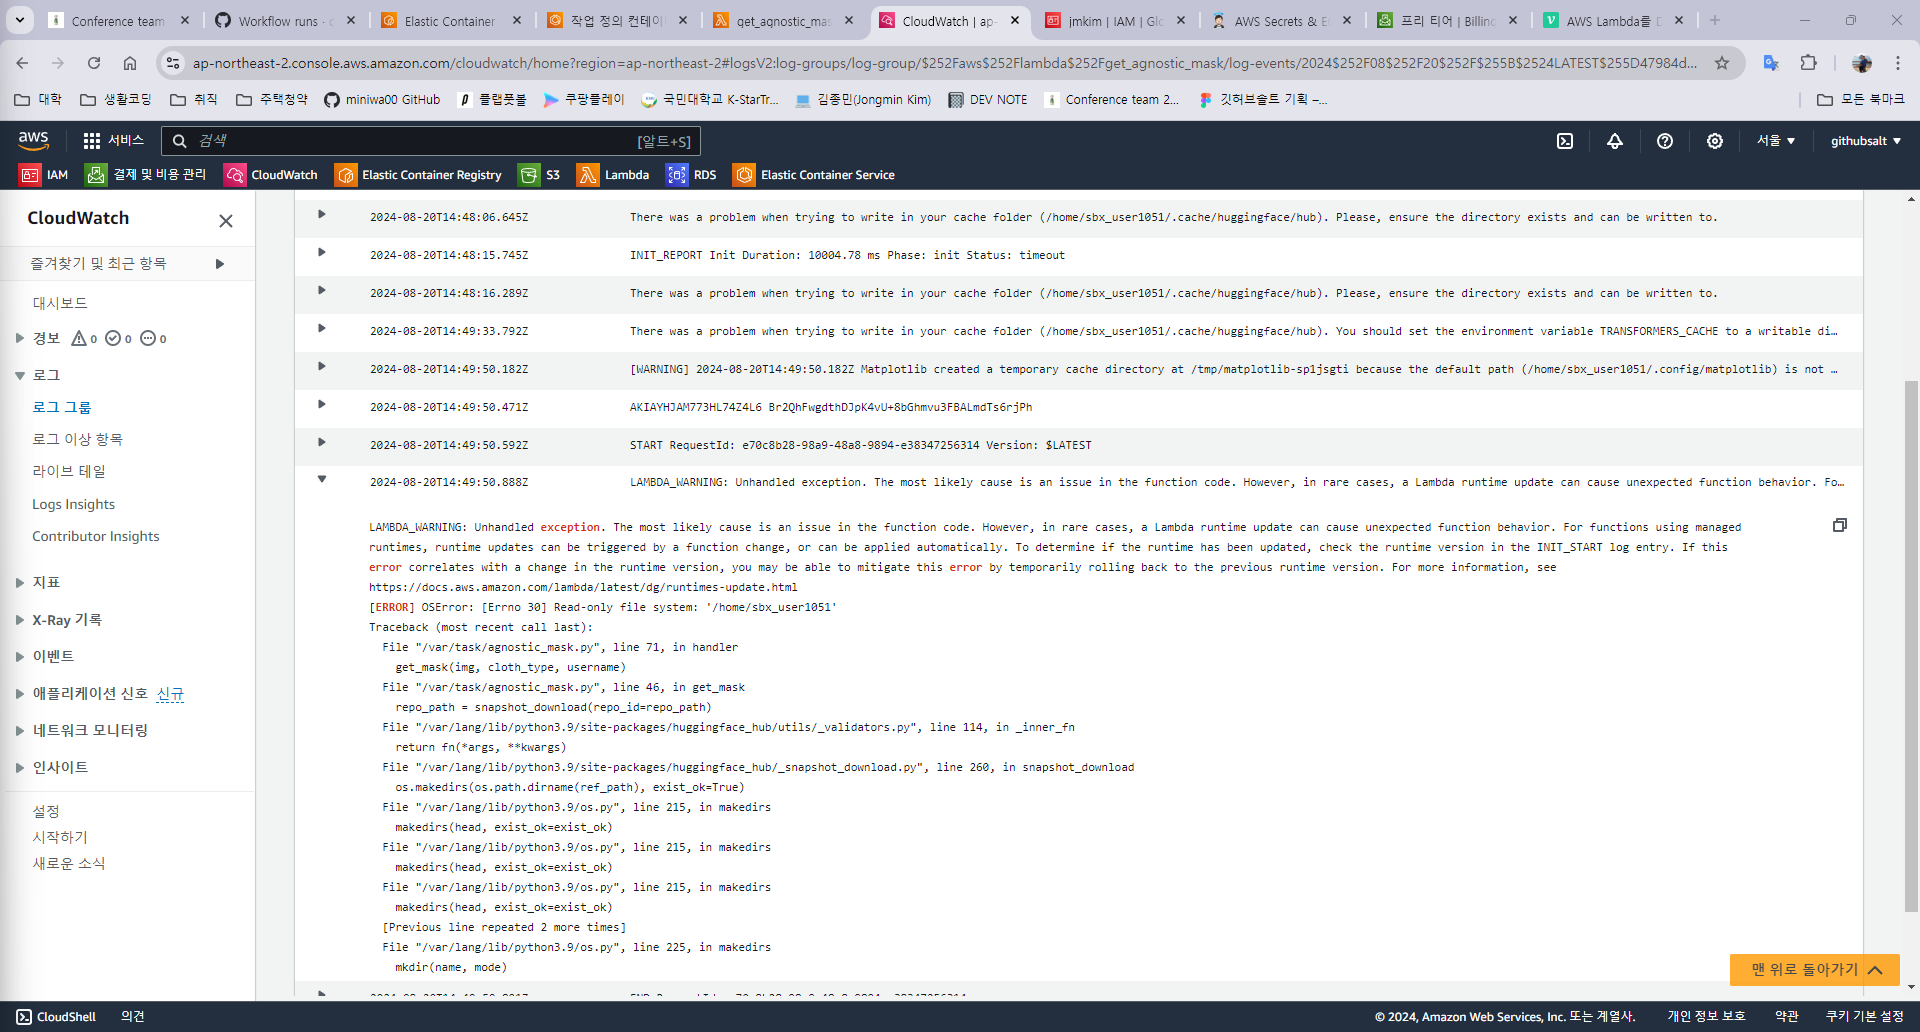 Conference team
Workflow runs - c
Elastic Container
작업 정의 컨테이
get_agnostic_mas
CloudWatch | ap-
jmkim | IAM | Glo
AWS Secrets & E
프리 티어 | Billing
AWS Lambda를
ap-northeast-2.console.aws.amazon.com/cloudwatch/home?region=ap-northeast-2#logsV2:log-groups/log-group/$252Faws$252Flambda$252Fget_agnostic_mask/log-events/2024$252F08$252F20$252F$255B$2524LATEST$255D47984d...
대학
생활코딩
취직
주택청약
miniwa00 GitHub
플랩풋볼
쿠팡플레이
국민대학교 K-StarTr...
김종민(Jongmin Kim)
DEV NOTE
Conference team 2...
깃허브솔트 기획 –...
모든 북마크
aws
서비스
검색
[알트+S]
서울
githubsalt
IAM
결제 및 비용 관리
CloudWatch
Elastic Container Registry
S3
Lambda
RDS
Elastic Container Service
CloudWatch
즐겨찾기 및 최근 항목
대시보드
경보 0 0 0
로그
로그 그룹
로그 이상 항목
라이브 테일
Logs Insights
Contributor Insights
지표
X-Ray 기록
이벤트
애플리케이션 신호 신규
네트워크 모니터링
인사이트
설정
시작하기
새로운 소식
2024-08-20T14:48:06.645Z There was a problem when trying to write in your cache folder (/home/sbx_user1051/.cache/huggingface/hub). Please, ensure the directory exists and can be written to.
2024-08-20T14:48:15.745Z INIT_REPORT Init Duration: 10004.78 ms Phase: init Status: timeout
2024-08-20T14:48:16.289Z There was a problem when trying to write in your cache folder (/home/sbx_user1051/.cache/huggingface/hub). Please, ensure the directory exists and can be written to.
2024-08-20T14:49:33.792Z There was a problem when trying to write in your cache folder (/home/sbx_user1051/.cache/huggingface/hub). You should set the environment variable TRANSFORMERS_CACHE to a writable di…
2024-08-20T14:49:50.182Z [WARNING] 2024-08-20T14:49:50.182Z Matplotlib created a temporary cache directory at /tmp/matplotlib-spljsgti because the default path (/home/sbx_user1051/.config/matplotlib) is not …
2024-08-20T14:49:50.471Z AKIAYHJAM773HL74Z4L6 Br2QhFwgdthDJpK4vU+8bGhmvu3FBALmdTs6rjPh
2024-08-20T14:49:50.592Z START RequestId: e70c8b28-98a9-48a8-9894-e38347256314 Version: $LATEST
2024-08-20T14:49:50.888Z LAMBDA_WARNING: Unhandled exception. The most likely cause is an issue in the function code. However, in rare cases, a Lambda runtime update can cause unexpected function behavior. Fo…
LAMBDA_WARNING: Unhandled exception. The most likely cause is an issue in the function code. However, in rare cases, a Lambda runtime update can cause unexpected function behavior. For functions using managed
runtimes, runtime updates can be triggered by a function change, or can be applied automatically. To determine if the runtime has been updated, check the runtime version in the INIT_START log entry. If this
error correlates with a change in the runtime version, you may be able to mitigate this error by temporarily rolling back to the previous runtime version. For more information, see
https://docs.aws.amazon.com/lambda/latest/dg/runtimes-update.html
[ERROR] OSError: [Errno 30] Read-only file system: '/home/sbx_user1051'
Traceback (most recent call last):
File "/var/task/agnostic_mask.py", line 71, in handler
get_mask(img, cloth_type, username)
File "/var/task/agnostic_mask.py", line 46, in get_mask
repo_path = snapshot_download(repo_id=repo_path)
File "/var/lang/lib/python3.9/site-packages/huggingface_hub/utils/_validators.py", line 114, in _inner_fn
return fn(*args, **kwargs)
File "/var/lang/lib/python3.9/site-packages/huggingface_hub/_snapshot_download.py", line 260, in snapshot_download
os.makedirs(os.path.dirname(ref_path), exist_ok=True)
File "/var/lang/lib/python3.9/os.py", line 215, in makedirs
makedirs(head, exist_ok=exist_ok)
File "/var/lang/lib/python3.9/os.py", line 215, in makedirs
makedirs(head, exist_ok=exist_ok)
File "/var/lang/lib/python3.9/os.py", line 215, in makedirs
makedirs(head, exist_ok=exist_ok)
[Previous line repeated 2 more times]
File "/var/lang/lib/python3.9/os.py", line 225, in makedirs
mkdir(name, mode)
맨 위로 돌아가기
CloudShell
의견
© 2024, Amazon Web Services, Inc. 또는 계열사.
개인 정보 보호
약관
쿠키 기본 설정